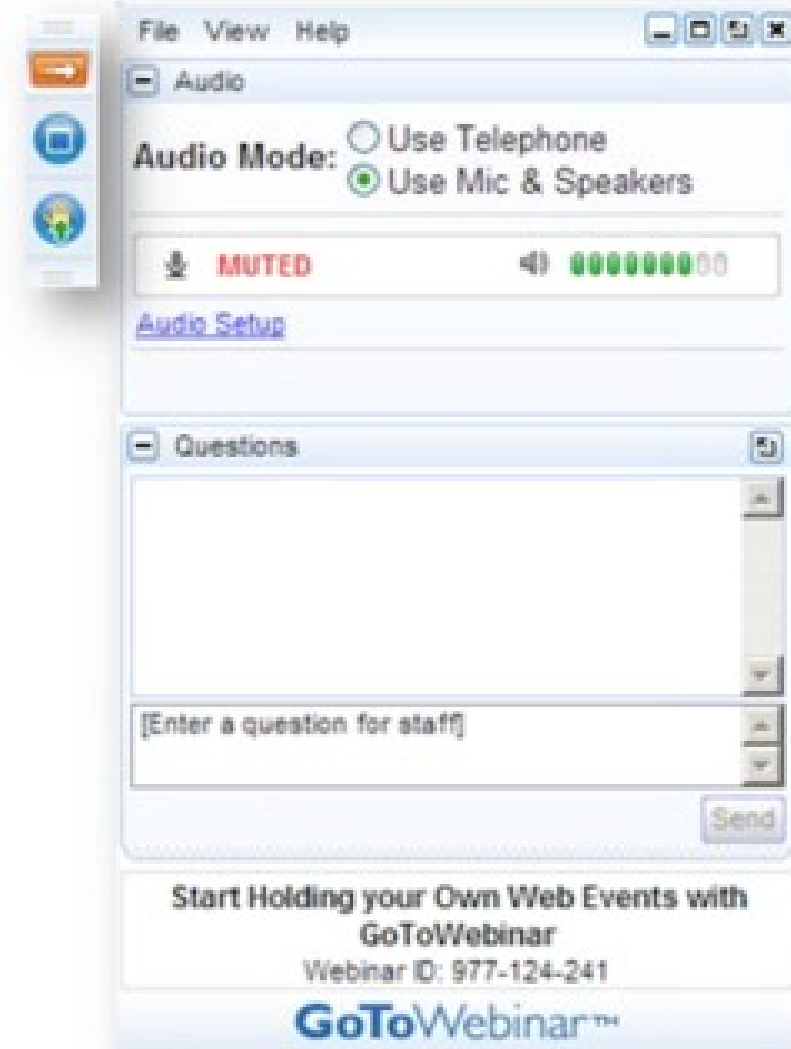 File View Help
Audio
Audio Mode: Use Telephone
Use Mic & Speakers
MUTED
Audio Setup
Questions
[Enter a question for staff]
Send
Start Holding your Own Web Events with
GoToWebinar
Webinar ID: 977-124-241
GoToWebinar™